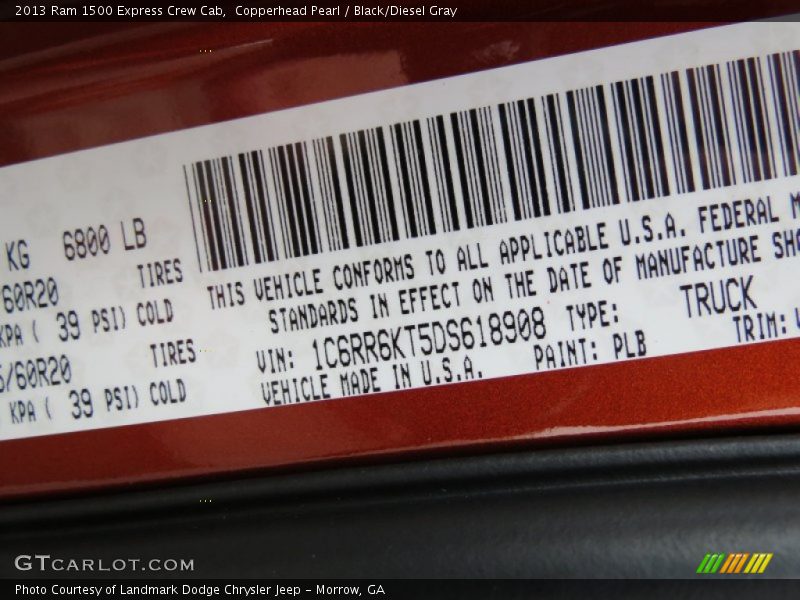 2013 Ram 1500 Express Crew Cab,  Copperhead Pearl / Black/Diesel Gray
KG 6800 LB
60R20 TIRES
KPA ( 39 PSI) COLD
/60R20 TIRES
KPA ( 39 PSI) COLD
THIS VEHICLE CONFORMS TO ALL APPLICABLE U.S.A. FEDERAL M
STANDARDS IN EFFECT ON THE DATE OF MANUFACTURE SHO
VIN: 1C6RR6KT5DS618908 TYPE: TRUCK
VEHICLE MADE IN U.S.A. PAINT: PLB TRIM:
GTCARLOT.COM
Photo Courtesy of Landmark Dodge Chrysler Jeep – Morrow, GA